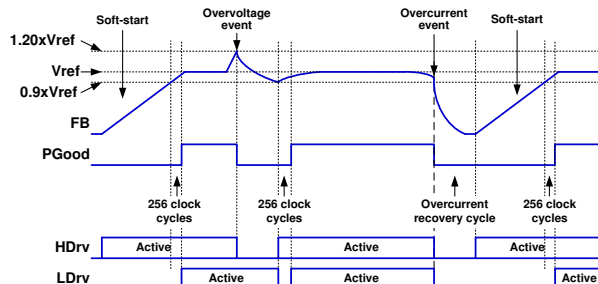 Soft-start
Overvoltage
event
Overcurrent
event
Soft-start
1.20xVref
Vref
0.9xVref
FB
PGood
256 clock
cycles
256 clock
cycles
Overcurrent
recovery cycle
256 clock
cycles
HDrv
Active
Active
Active
LDrv
Active
Active
Active